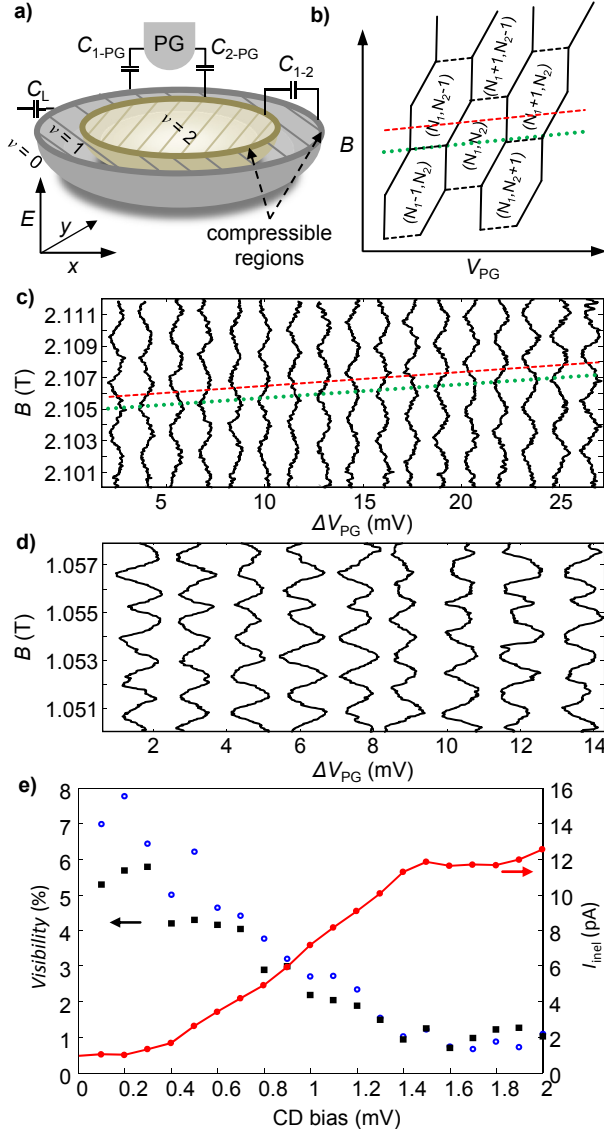 a)
PG
C1-PG
C2-PG
C1-2
CL
ν = 2
ν = 1
ν = 0
E
y
x
compressible
regions
b)
(N1+1,N2-1)
(N1,N2-1)
(N1+1,N2)
(N1,N2)
(N1-1,N2)
(N1,N2+1)
B
VPG
c)
2.111
2.109
2.107
2.105
2.103
2.101
B (T)
5 10 15 20 25
ΔVPG (mV)
d)
1.057
1.055
1.053
1.051
B (T)
2 4 6 8 10 12 14
ΔVPG (mV)
e)
8 16
7 14
6 12
5 10
4 8
3 6
2 4
1 2
0 0
Visibility (%)
Iinel (pA)
0 0.2 0.4 0.6 0.8 1 1.2 1.4 1.6 1.8 2
CD bias (mV)